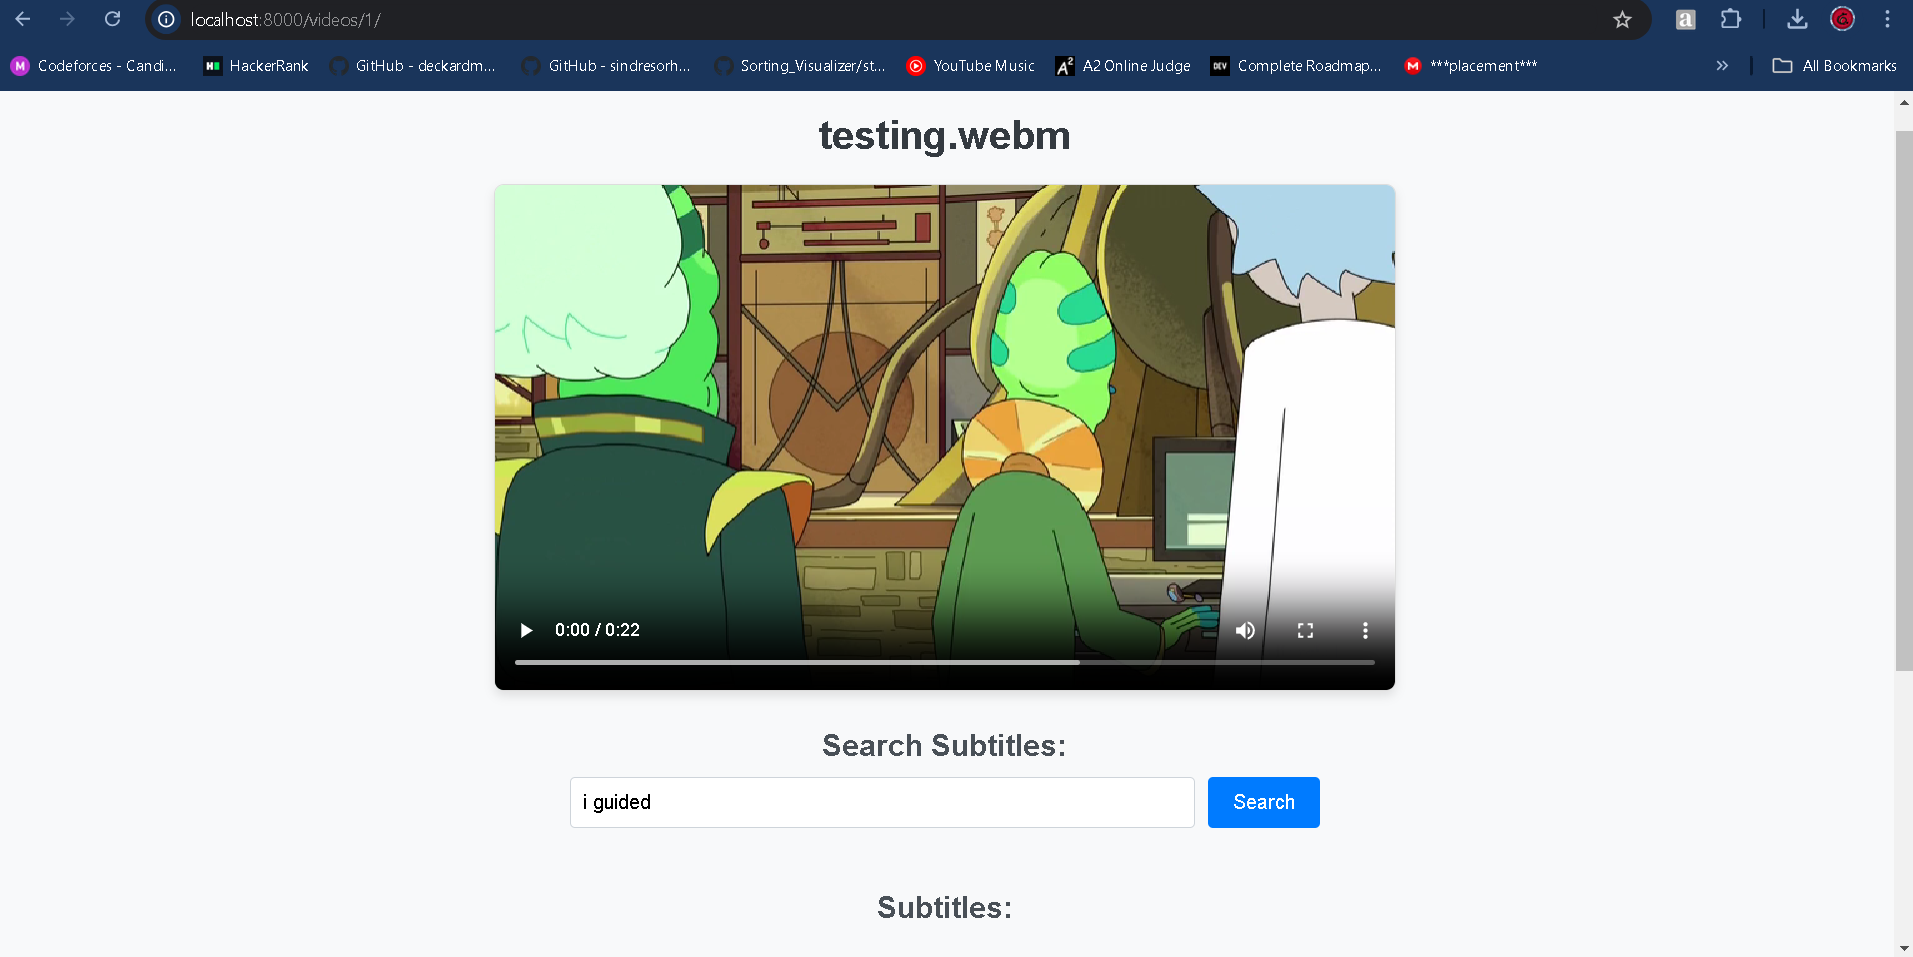 localhost:8000/videos/1/
Codeforces - Candi... HackerRank GitHub - deckardm... GitHub - sindresorh... Sorting_Visualizer/st... YouTube Music A2 Online Judge Complete Roadmap... ***placement*** All Bookmarks
testing.webm
0:00 / 0:22
Search Subtitles:
i guided Search
Subtitles: